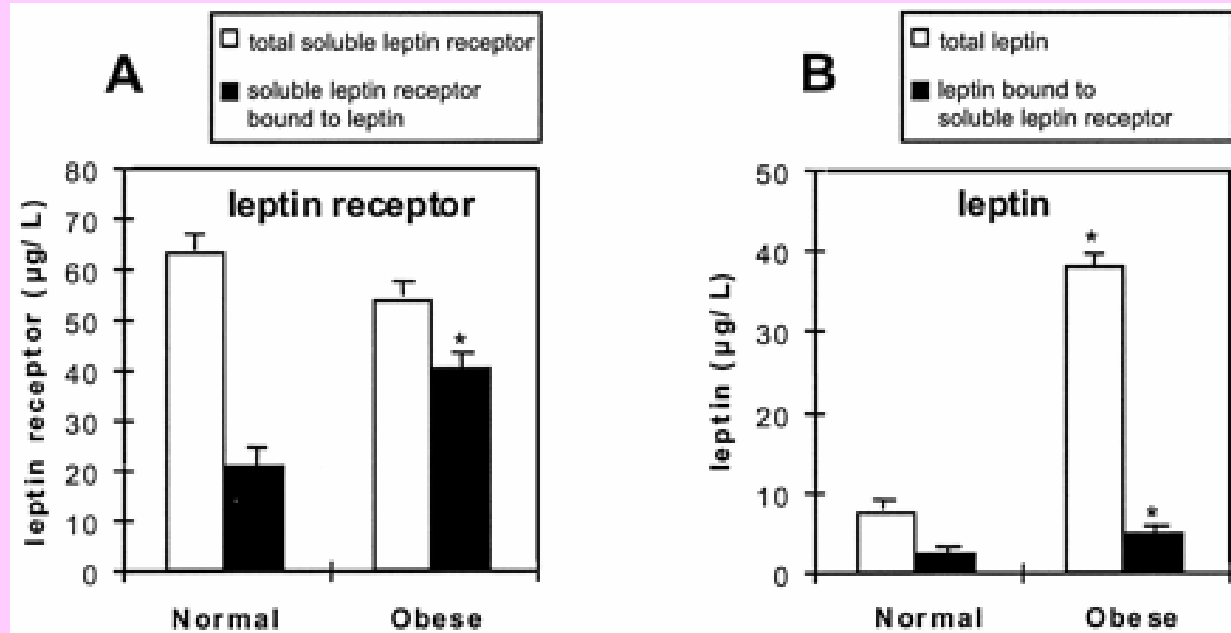 A
total soluble leptin receptor
soluble leptin receptor
bound to leptin
leptin receptor
leptin receptor (µg/ L)
80
70
60
50
40
30
20
10
0
*
Normal
Obese
B
total leptin
leptin bound to
soluble leptin receptor
leptin
leptin (µg/ L)
50
40
30
20
10
0
*
*
Normal
Obese